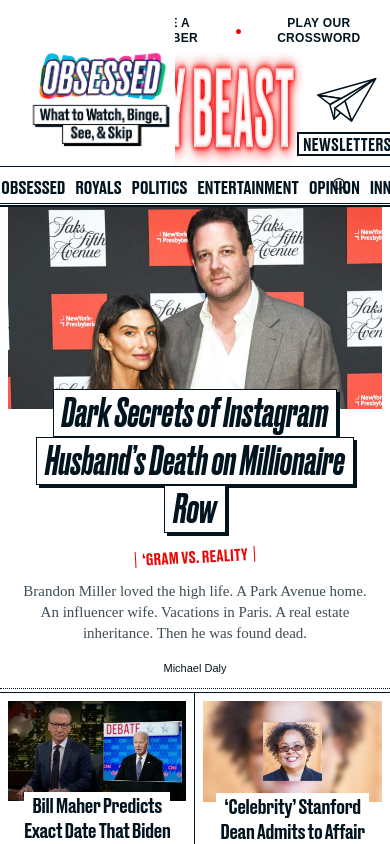 E A
BER
PLAY OUR
CROSSWORD
OBSESSED
What to Watch, Binge,
See, & Skip
Y BEAST
NEWSLETTERS
OBSESSED ROYALS POLITICS ENTERTAINMENT OPINION INN
Saks
Fifth
Avenue
NewYork-
Presbyterian
Dark Secrets of Instagram
Husband's Death on Millionaire
Row
'GRAM VS. REALITY
Brandon Miller loved the high life. A Park Avenue home.
An influencer wife. Vacations in Paris. A real estate
inheritance. Then he was found dead.
Michael Daly
DEBATE
CNN
Bill Maher Predicts
Exact Date That Biden
'Celebrity' Stanford
Dean Admits to Affair